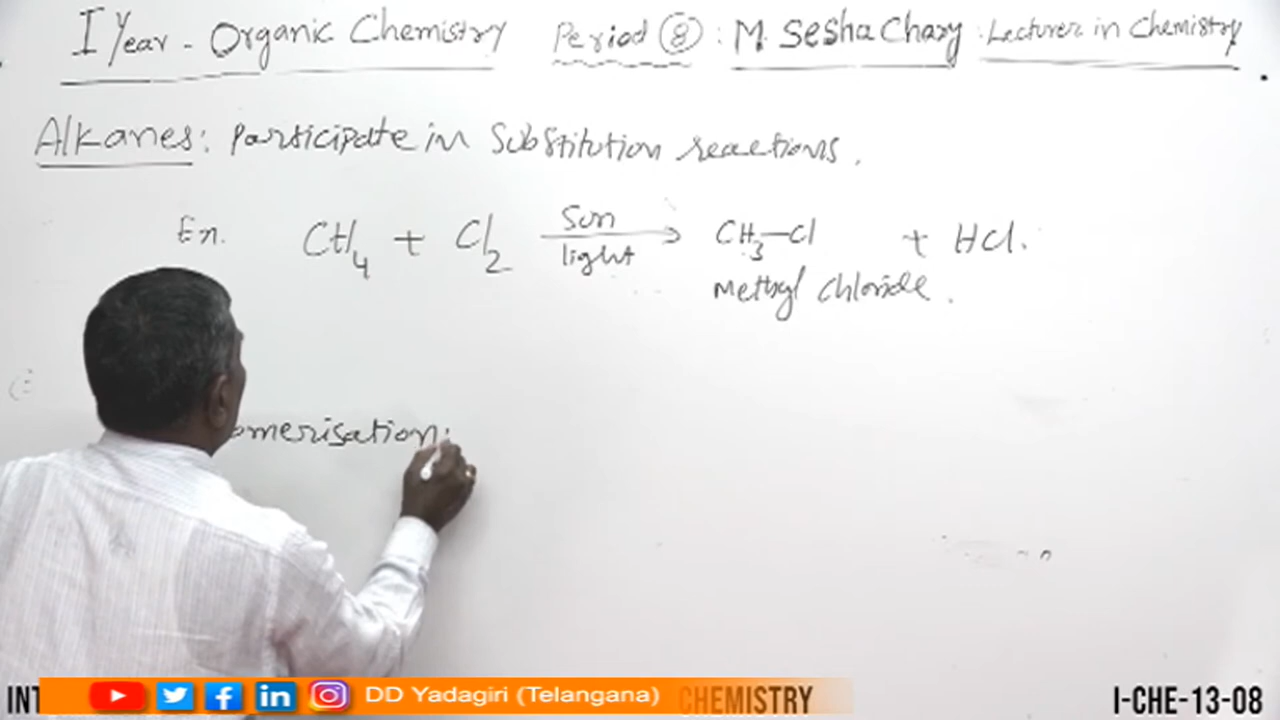 I Year - Organic Chemistry Period ⑧ : M. Sesha Chary : Lecturer in Chemistry
Alkanes : Participate in Substitution reactions.
Ex. CH4 + Cl2 Sun light → CH3-Cl + HCl.
Methyl chloride.
omerisation:
INT DD Yadagiri (Telangana) CHEMISTRY I-CHE-13-08